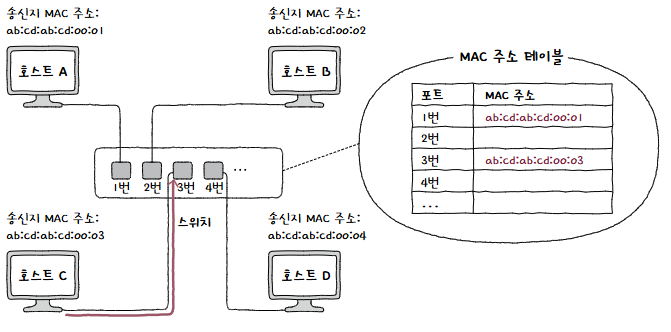 송신지 MAC 주소:
ab:cd:ab:cd:00:01
호스트 A
송신지 MAC 주소:
ab:cd:ab:cd:00:02
호스트 B
1번 2번 3번 4번 ...
스위치
송신지 MAC 주소:
ab:cd:ab:cd:00:03
호스트 C
송신지 MAC 주소:
ab:cd:ab:cd:00:04
호스트 D
MAC 주소 테이블
포트 MAC 주소
1번 ab:cd:ab:cd:00:01
2번
3번 ab:cd:ab:cd:00:03
4번
...